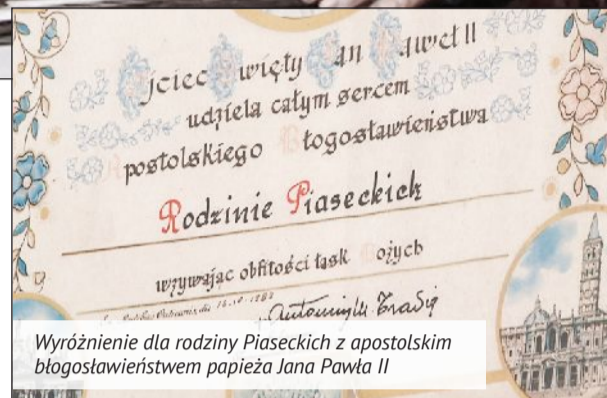 Ojciec Święty Jan Paweł II
udziela całym sercem
Apostolskiego Błogosławieństwa
Rodzinie Piaseckich
wzywając obfitości łask Bożych
Wyróżnienie dla rodziny Piaseckich z apostolskim
błogosławieństwem papieża Jana Pawła II